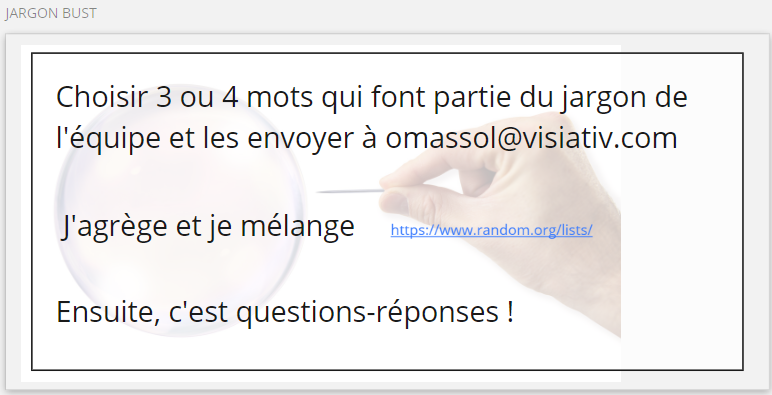 JARGON BUST
Choisir 3 ou 4 mots qui font partie du jargon de
l'équipe et les envoyer à omassol@visiativ.com
J'agrège et je mélange https://www.random.org/lists/
Ensuite, c'est questions-réponses !